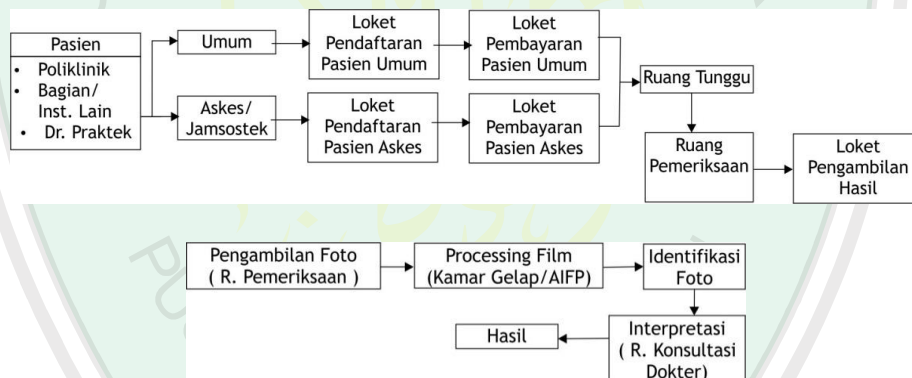 Pasien
• Poliklinik
• Bagian/
Inst. Lain
• Dr. Praktek
Umum
Loket
Pendaftaran
Pasien Umum
Loket
Pembayaran
Pasien Umum
Askes/
Jamsostek
Loket
Pendaftaran
Pasien Askes
Loket
Pembayaran
Pasien Askes
Ruang Tunggu
Ruang
Pemeriksaan
Loket
Pengambilan
Hasil
Pengambilan Foto
( R. Pemeriksaan )
Processing Film
(Kamar Gelap/AIFP)
Identifikasi
Foto
Interpretasi
( R. Konsultasi
Dokter)
Hasil